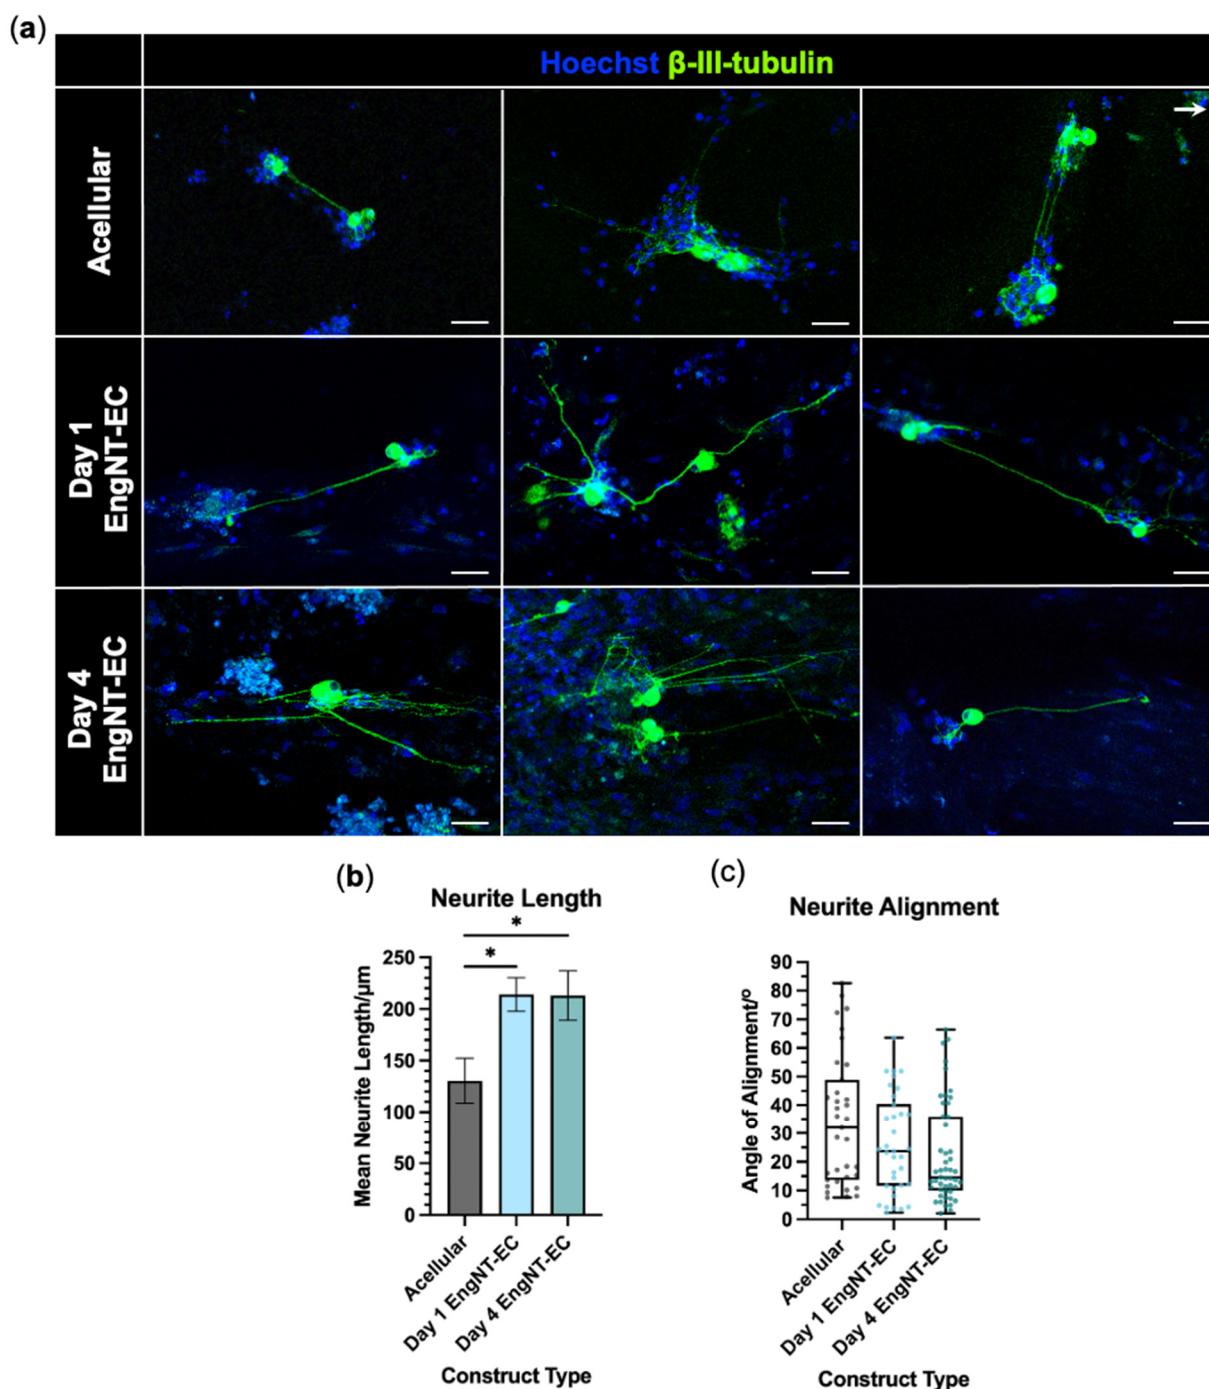 (a)
Hoechst β-III-tubulin
Acellular
Day 1
EngNT-EC
Day 4
EngNT-EC
(b)
Neurite Length
*
*
250
200
150
100
50
0
Mean Neurite Length/µm
Acellular
Day 1 EngNT-EC
Day 4 EngNT-EC
Construct Type
(c)
Neurite Alignment
90
80
70
60
50
40
30
20
10
0
Angle of Alignment/º
Acellular
Day 1 EngNT-EC
Day 4 EngNT-EC
Construct Type